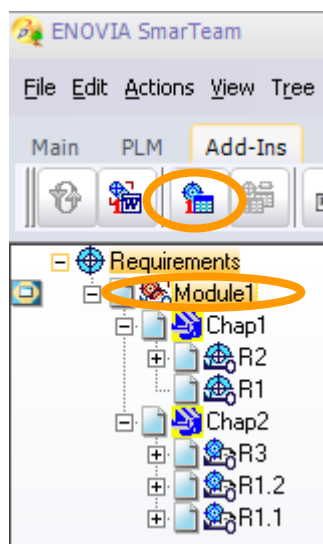 ENOVIA SmarTeam
File Edit Actions View Tree
Main PLM Add-Ins
Requirements
Module1
Chap1
R2
R1
Chap2
R3
R1.2
R1.1